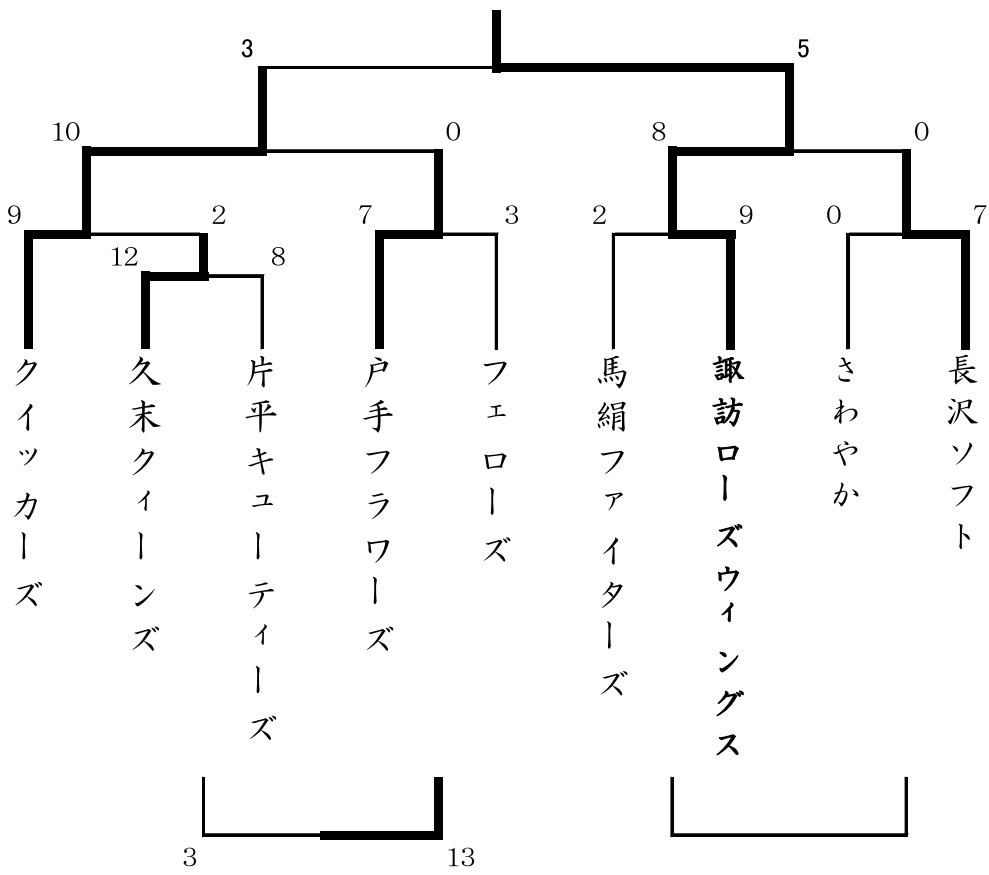 3
5
10
0
8
0
9
2
7
3
2
9
0
7
12
8
クイッカーズ
久末クィーンズ
片平キューティーズ
戸手フラワーズ
フェローズ
馬絹ファイターズ
諏訪ローズウィングス
さわやか
長沢ソフト
3
13